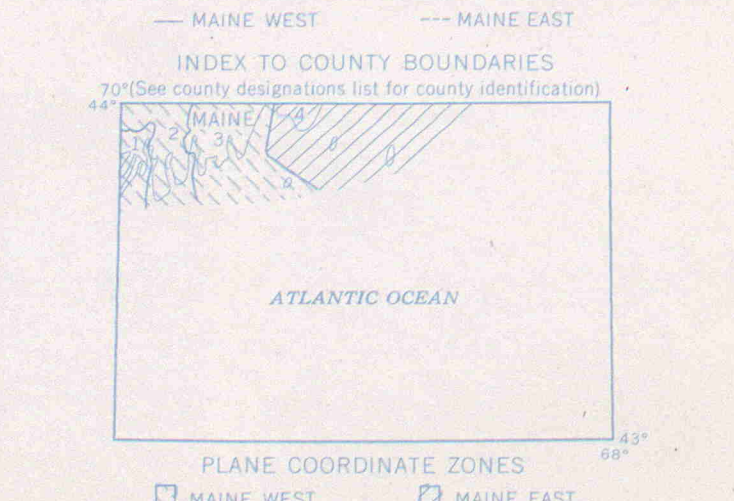 — MAINE WEST --- MAINE EAST
INDEX TO COUNTY BOUNDARIES
70° (See county designations list for county identification)
44°
MAINE
4
2
3
1
ATLANTIC OCEAN
43°
68°
PLANE COORDINATE ZONES
MAINE WEST MAINE EAST